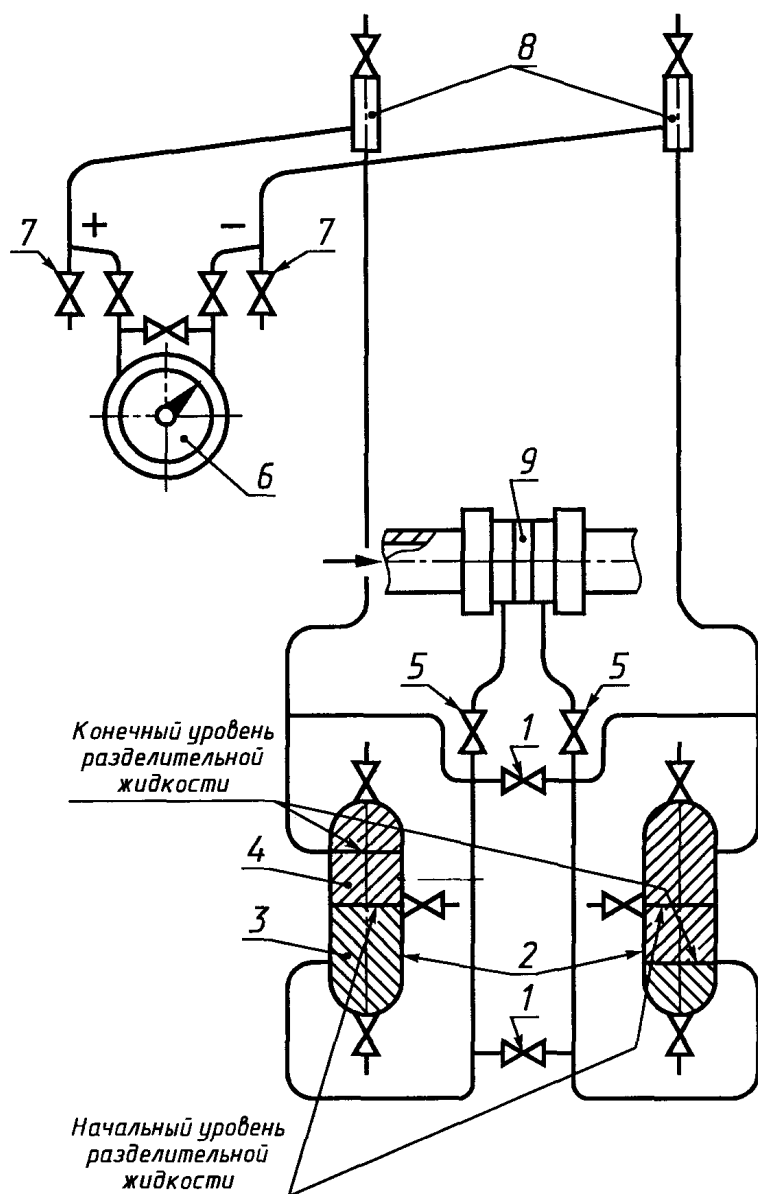 8
7
+
−
7
6
9
5
5
1
Конечный уровень
разделительной
жидкости
4
3
2
1
Начальный уровень
разделительной
жидкости